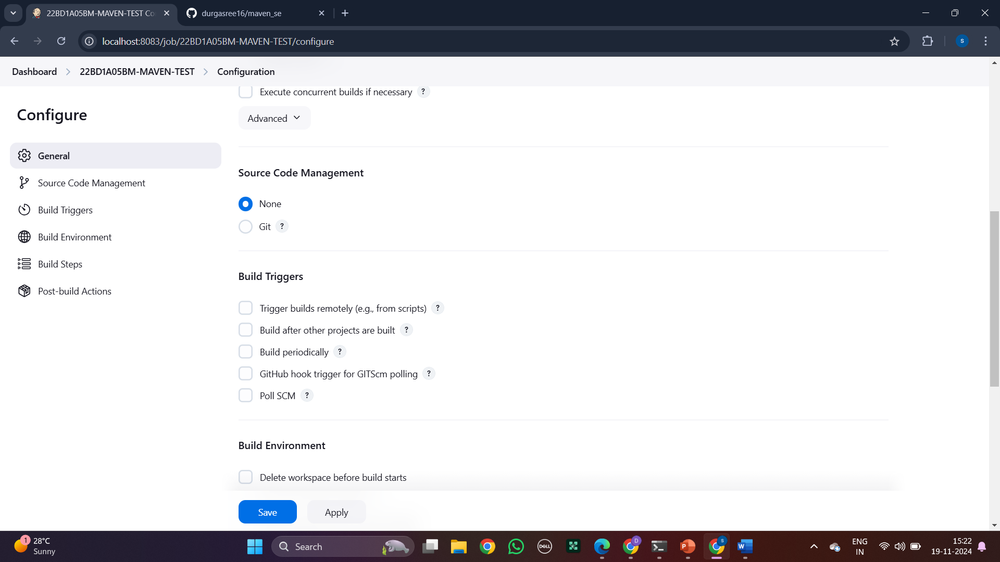 22BD1A05BM-MAVEN-TEST Co
durgasree16/maven_se
localhost:8083/job/22BD1A05BM-MAVEN-TEST/configure
S
Dashboard > 22BD1A05BM-MAVEN-TEST > Configuration
Configure
General
Source Code Management
Build Triggers
Build Environment
Build Steps
Post-build Actions
Execute concurrent builds if necessary ?
Advanced
Source Code Management
None
Git ?
Build Triggers
Trigger builds remotely (e.g., from scripts) ?
Build after other projects are built ?
Build periodically ?
GitHub hook trigger for GITScm polling ?
Poll SCM ?
Build Environment
Delete workspace before build starts
Save Apply
1
28°C
Sunny
Search
DELL
D
P
S
W
ENG
IN
15:22
19-11-2024